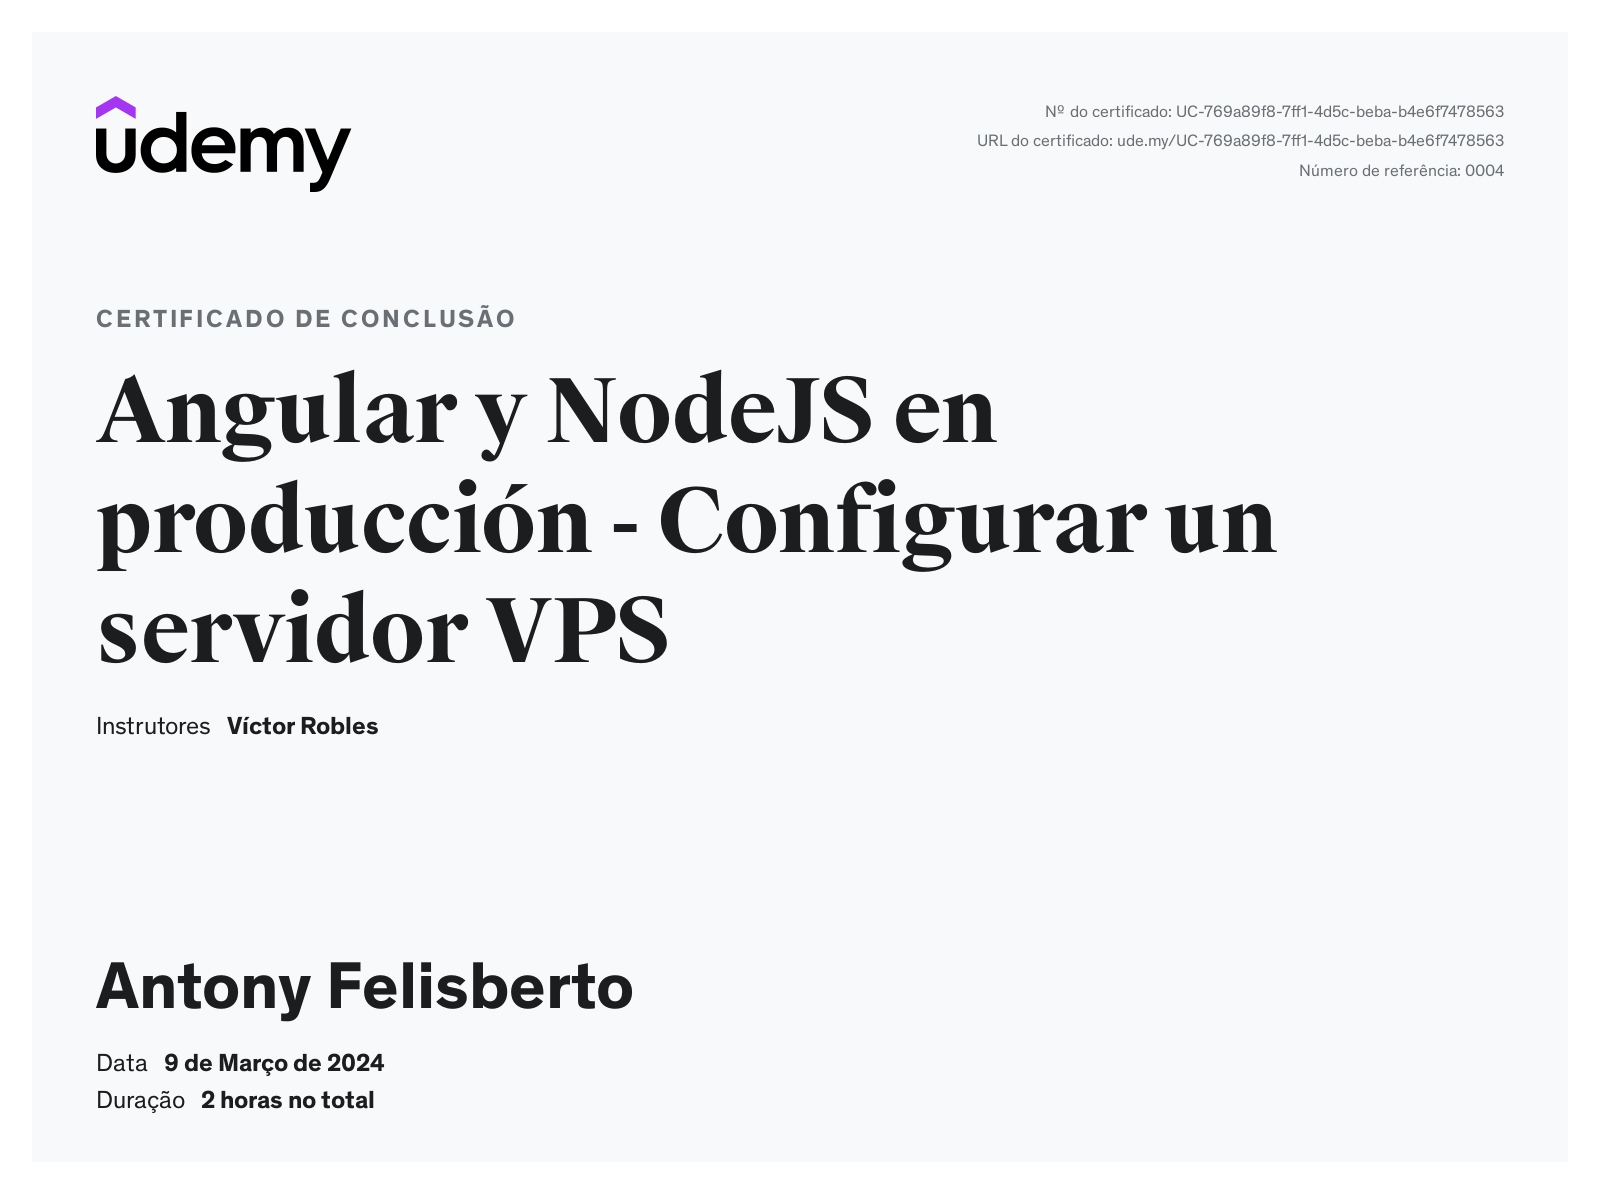 udemy
Nº do certificado: UC-769a89f8-7ff1-4d5c-beba-b4e6f7478563
URL do certificado: ude.my/UC-769a89f8-7ff1-4d5c-beba-b4e6f7478563
Número de referência: 0004
CERTIFICADO DE CONCLUSÃO
Angular y NodeJS en
producción - Configurar un
servidor VPS
Instrutores Víctor Robles
Antony Felisberto
Data 9 de Março de 2024
Duração 2 horas no total